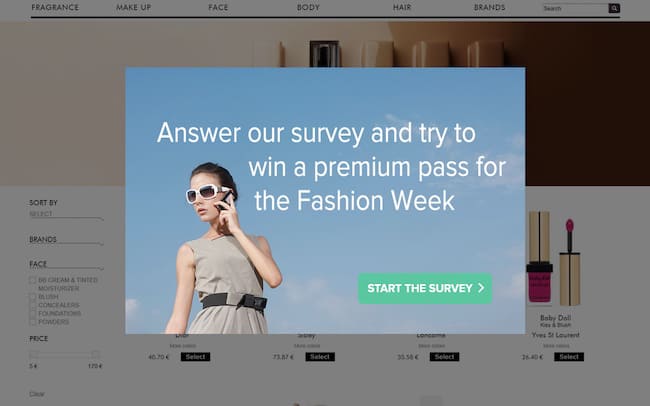 FRAGRANCE
MAKE UP
FACE
BODY
HAIR
BRANDS
Search
Answer our survey and try to
win a premium pass for
the Fashion Week
START THE SURVEY
SORT BY
SELECT
BRANDS
FACE
BB CREAM & TINTED
MOISTURIZER
BLUSH
CONCEALERS
FOUNDATIONS
POWDERS
PRICE
5 €
170 €
Clear
Dior
More colors
40.70 €
Select
Sisley
More colors
73.87 €
Select
Lancome
More colors
35.58 €
Select
Baby Doll
Kiss & Blush
Yves St Laurent
More colors
26.40 €
Select